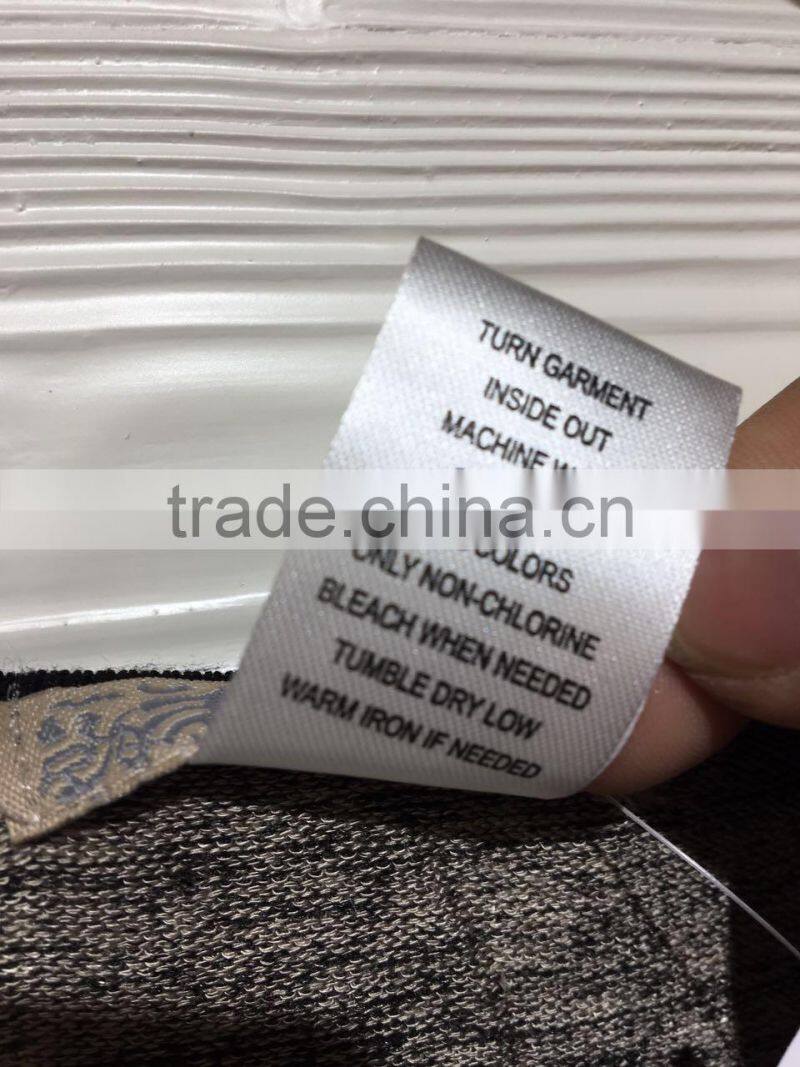 TURN GARMENT
INSIDE OUT
MACHINE
trade.china.cn
COLORS
ONLY NON-CHLORINE
BLEACH WHEN NEEDED
TUMBLE DRY LOW
WARM IRON IF NEEDED